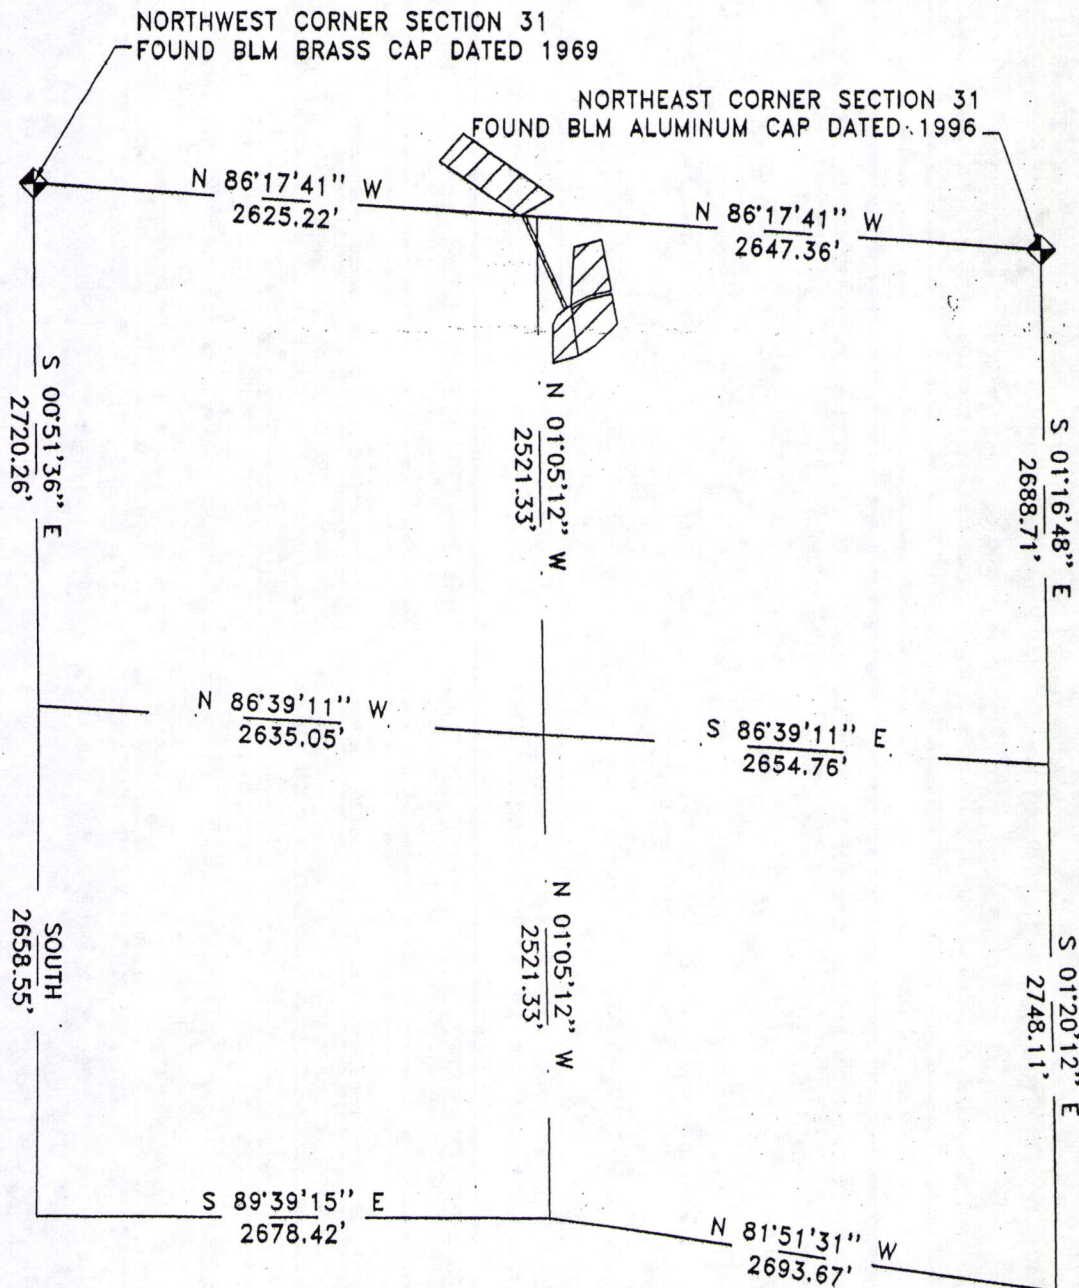 NORTHWEST CORNER SECTION 31
FOUND BLM BRASS CAP DATED 1969
NORTHEAST CORNER SECTION 31
FOUND BLM ALUMINUM CAP DATED 1996
N 86°17'41" W
2625.22'
N 86°17'41" W
2647.36'
S 00°51'36" E
2720.26'
N 01°05'12" W
2521.33'
S 01°16'48" E
2688.71'
N 86°39'11" W
2635.05'
S 86°39'11" E
2654.76'
SOUTH
2658.55'
N 01°05'12" W
2521.33'
S 01°20'12" E
2748.11'
S 89°39'15" E
2678.42'
N 81°51'31" W
2693.67'